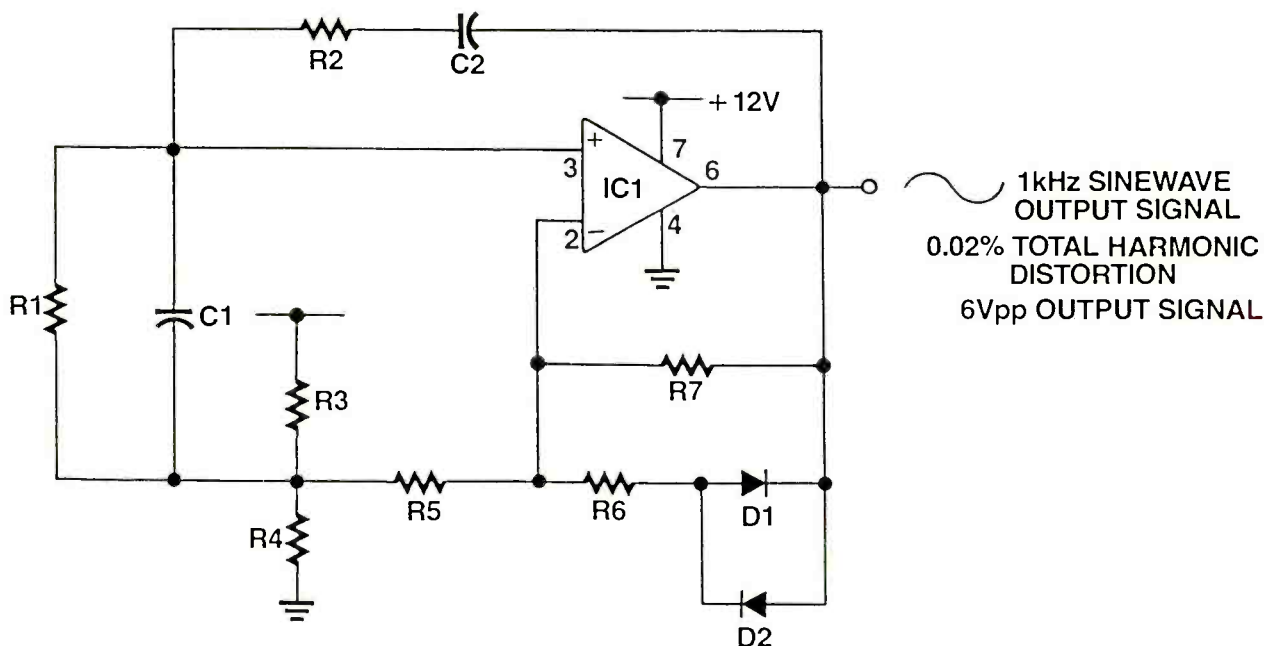 R2
C2
+12V
+
3
7
IC1
6
2
−
4
1kHz SINEWAVE
OUTPUT SIGNAL
0.02% TOTAL HARMONIC
DISTORTION
6Vpp OUTPUT SIGNAL
R1
C1
R3
R7
R5
R6
D1
R4
D2